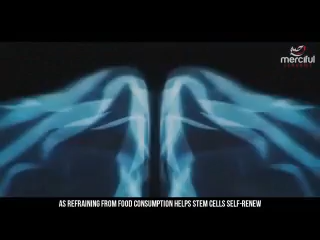 merciful
AS REFRAINING FROM FOOD CONSUMPTION HELPS STEM CELLS SELF-RENEW